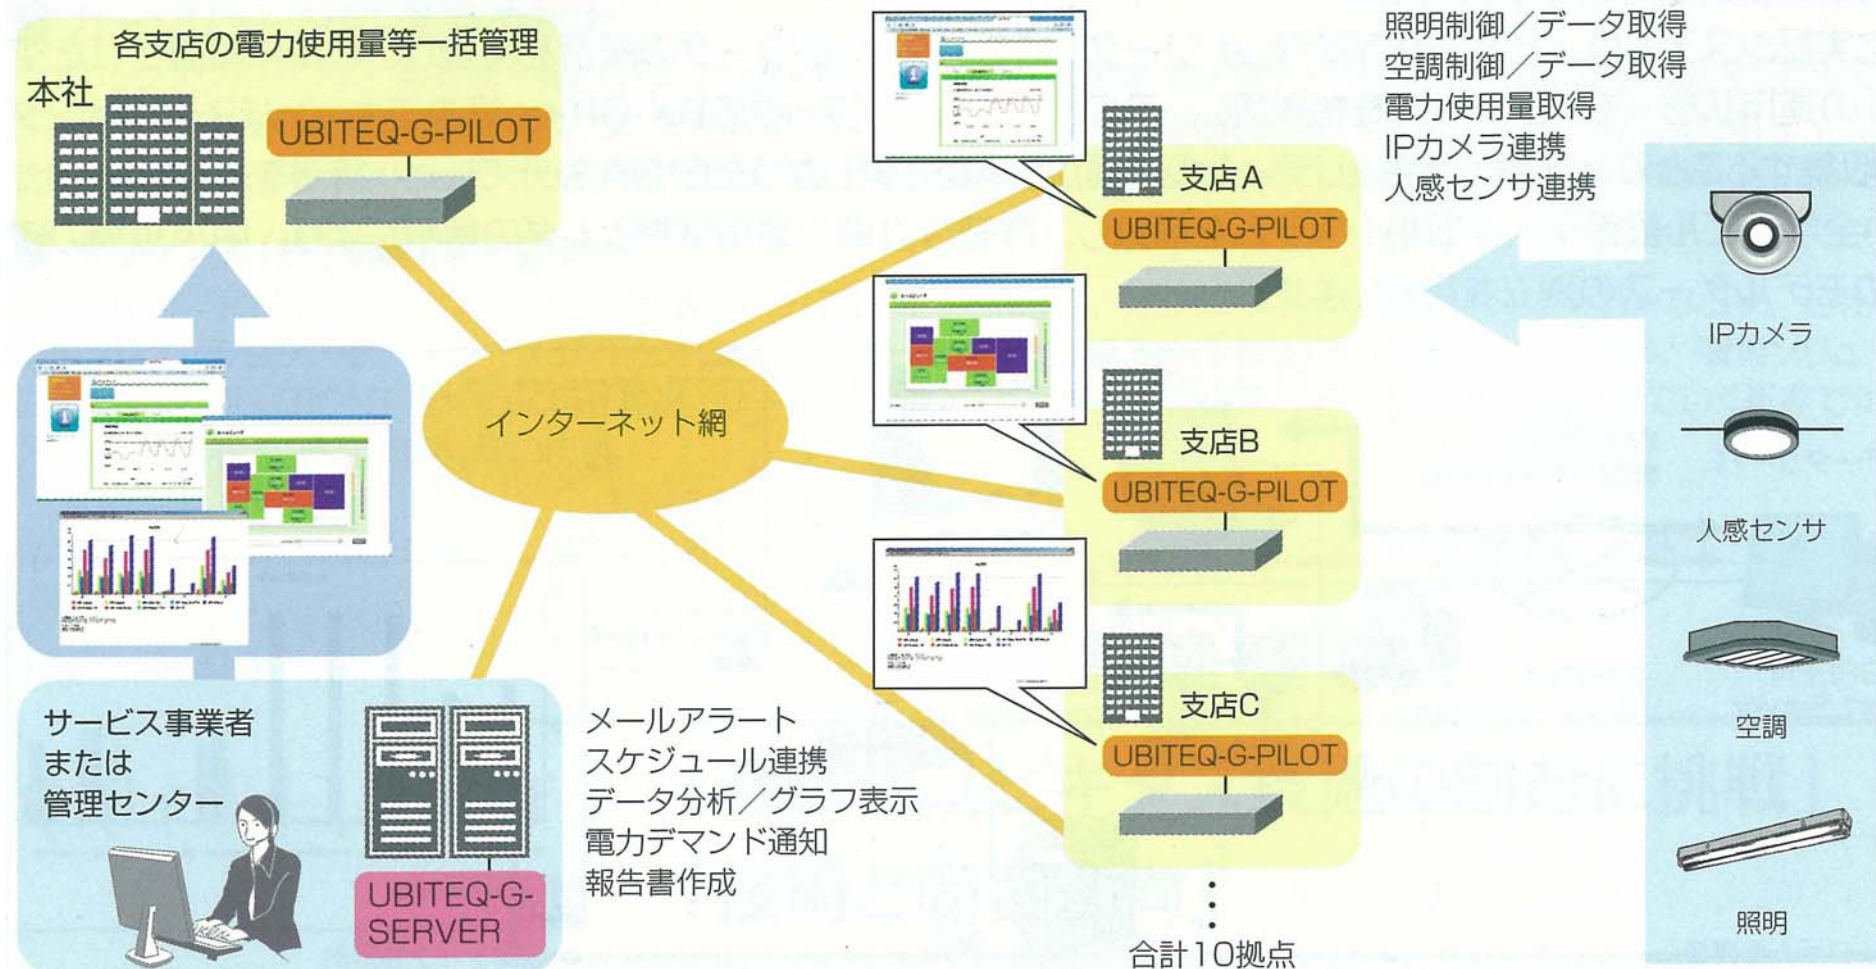 各支店の電力使用量等一括管理
本社
UBITEQ-G-PILOT
インターネット網
サービス事業者
または
管理センター
UBITEQ-G-
SERVER
メールアラート
スケジュール連携
データ分析／グラフ表示
電力デマンド通知
報告書作成
支店A
UBITEQ-G-PILOT
支店B
UBITEQ-G-PILOT
支店C
UBITEQ-G-PILOT
合計10拠点
照明制御／データ取得
空調制御／データ取得
電力使用量取得
IPカメラ連携
人感センサ連携
IPカメラ
人感センサ
空調
照明